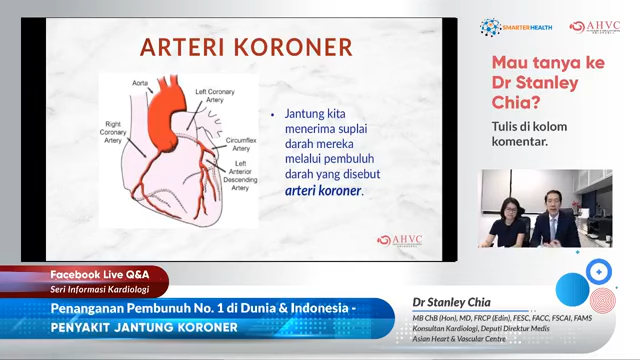 ARTERI KORONER
Aorta
Left Coronary
Artery
Right
Coronary
Artery
Circumflex
Artery
Left
Anterior
Descending
Artery
• Jantung kita
menerima suplai
darah mereka
melalui pembuluh
darah yang disebut
arteri koroner.
AHVC
SMARTERHEALTH
AHVC
Mau tanya ke
Dr Stanley
Chia?
Tulis di kolom
komentar.
Facebook Live Q&A
Seri Informasi Kardiologi
Penanganan Pembunuh No. 1 di Dunia & Indonesia -
PENYAKIT JANTUNG KORONER
Dr Stanley Chia
MB ChB (Hon), MD, FRCP (Edin), FESC, FACC, FSCAI, FAMS
Konsultan Kardiologi, Deputi Direktur Medis
Asian Heart & Vascular Centre